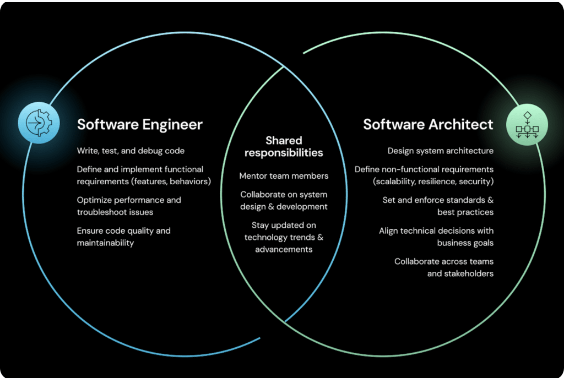 Software Engineer
Write, test, and debug code
Define and implement functional
requirements (features, behaviors)
Optimize performance and
troubleshoot issues
Ensure code quality and
maintainability
Shared
responsibilities
Mentor team members
Collaborate on system
design & development
Stay updated on
technology trends &
advancements
Software Architect
Design system architecture
Define non-functional requirements
(scalability, resilience, security)
Set and enforce standards &
best practices
Align technical decisions with
business goals
Collaborate across teams
and stakeholders